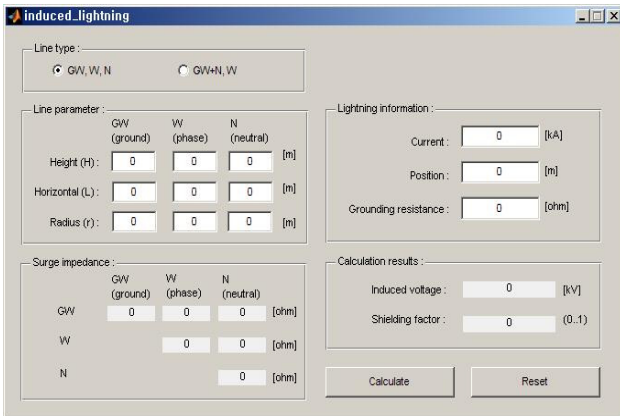 induced_lightning
Line type :
GW, W, N
GW+N, W
Line parameter :
GW (ground)
W (phase)
N (neutral)
Height (H) : 0 0 0 [m]
Horizontal (L) : 0 0 0 [m]
Radius (r) : 0 0 0 [m]
Lightning information :
Current : 0 [kA]
Position : 0 [m]
Grounding resistance : 0 [ohm]
Surge impedance :
GW (ground)
W (phase)
N (neutral)
GW 0 0 0 [ohm]
W 0 0 [ohm]
N 0 [ohm]
Calculation results :
Induced voltage : 0 [kV]
Shielding factor : 0 (0..1)
Calculate
Reset